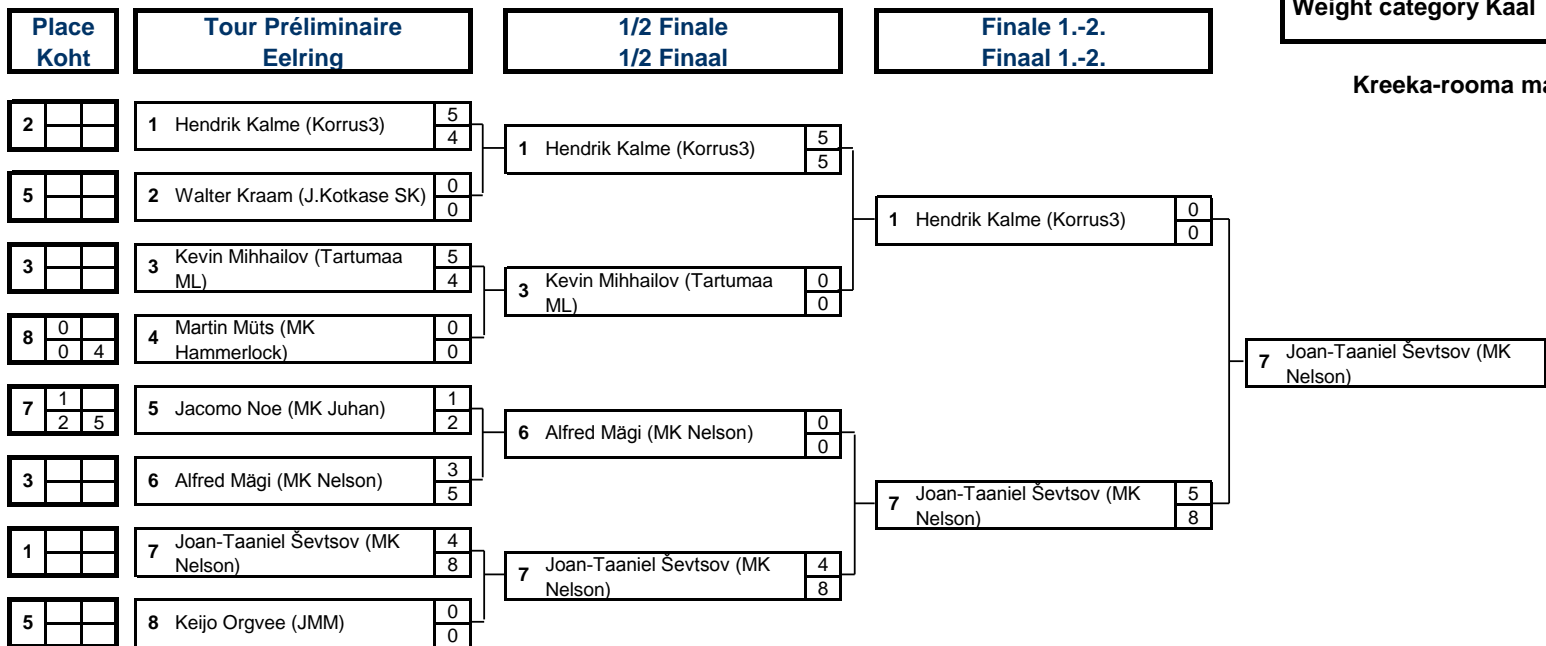 Place
Koht
Tour Préliminaire
Eelring
1/2 Finale
1/2 Finaal
Finale 1.-2.
Finaal 1.-2.
Weight category Kaal
Kreeka-rooma
2
1 Hendrik Kalme (Korrus3) 5
4
5
2 Walter Kraam (J.Kotkase SK) 0
0
3
3 Kevin Mihhailov (Tartumaa
ML) 5
4
8 0
0 4
4 Martin Müts (MK
Hammerlock) 0
0
7 1
2 5
5 Jacomo Noe (MK Juhan) 1
2
3
6 Alfred Mägi (MK Nelson) 3
5
1
7 Joan-Taaniel Ševtsov (MK
Nelson) 4
8
5
8 Keijo Orgvee (JMM) 0
0
1 Hendrik Kalme (Korrus3) 5
5
3 Kevin Mihhailov (Tartumaa
ML) 0
0
6 Alfred Mägi (MK Nelson) 0
0
7 Joan-Taaniel Ševtsov (MK
Nelson) 4
8
1 Hendrik Kalme (Korrus3) 0
0
7 Joan-Taaniel Ševtsov (MK
Nelson) 5
8
7 Joan-Taaniel Ševtsov (MK
Nelson)